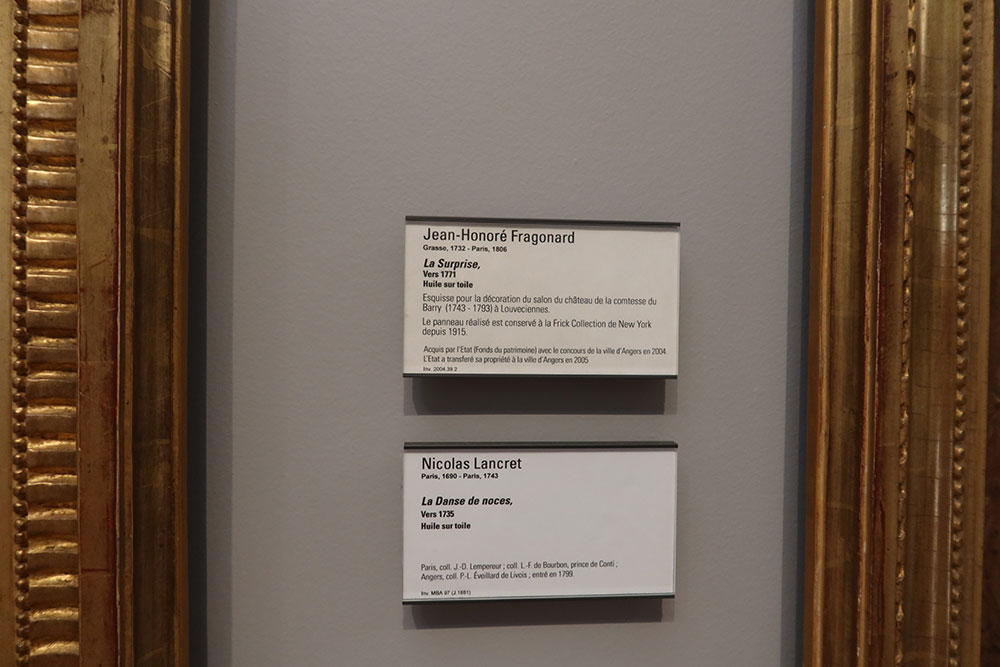 Jean-Honoré Fragonard
Grasse, 1732 - Paris, 1806
La Surprise,
Vers 1771
Huile sur toile
Esquisse pour la décoration du salon du château de la comtesse du
Barry (1743 - 1793) à Louveciennes.
Le panneau réalisé est conservé à la Frick Collection de New York
depuis 1915.
Acquis par l'Etat (Fonds du patrimoine) avec le concours de la ville d'Angers en 2004.
L'Etat a transferé sa propriété à la ville d'Angers en 2005
Inv. 2004.39.2
Nicolas Lancret
Paris, 1690 - Paris, 1743
La Danse de noces,
Vers 1735
Huile sur toile
Paris, coll. J.-D. Lempereur ; coll. L.-F. de Bourbon, prince de Conti ;
Angers, coll. P.-L. Éveillard de Livois ; entré en 1799.
Inv. MBA 97 (J.1881)